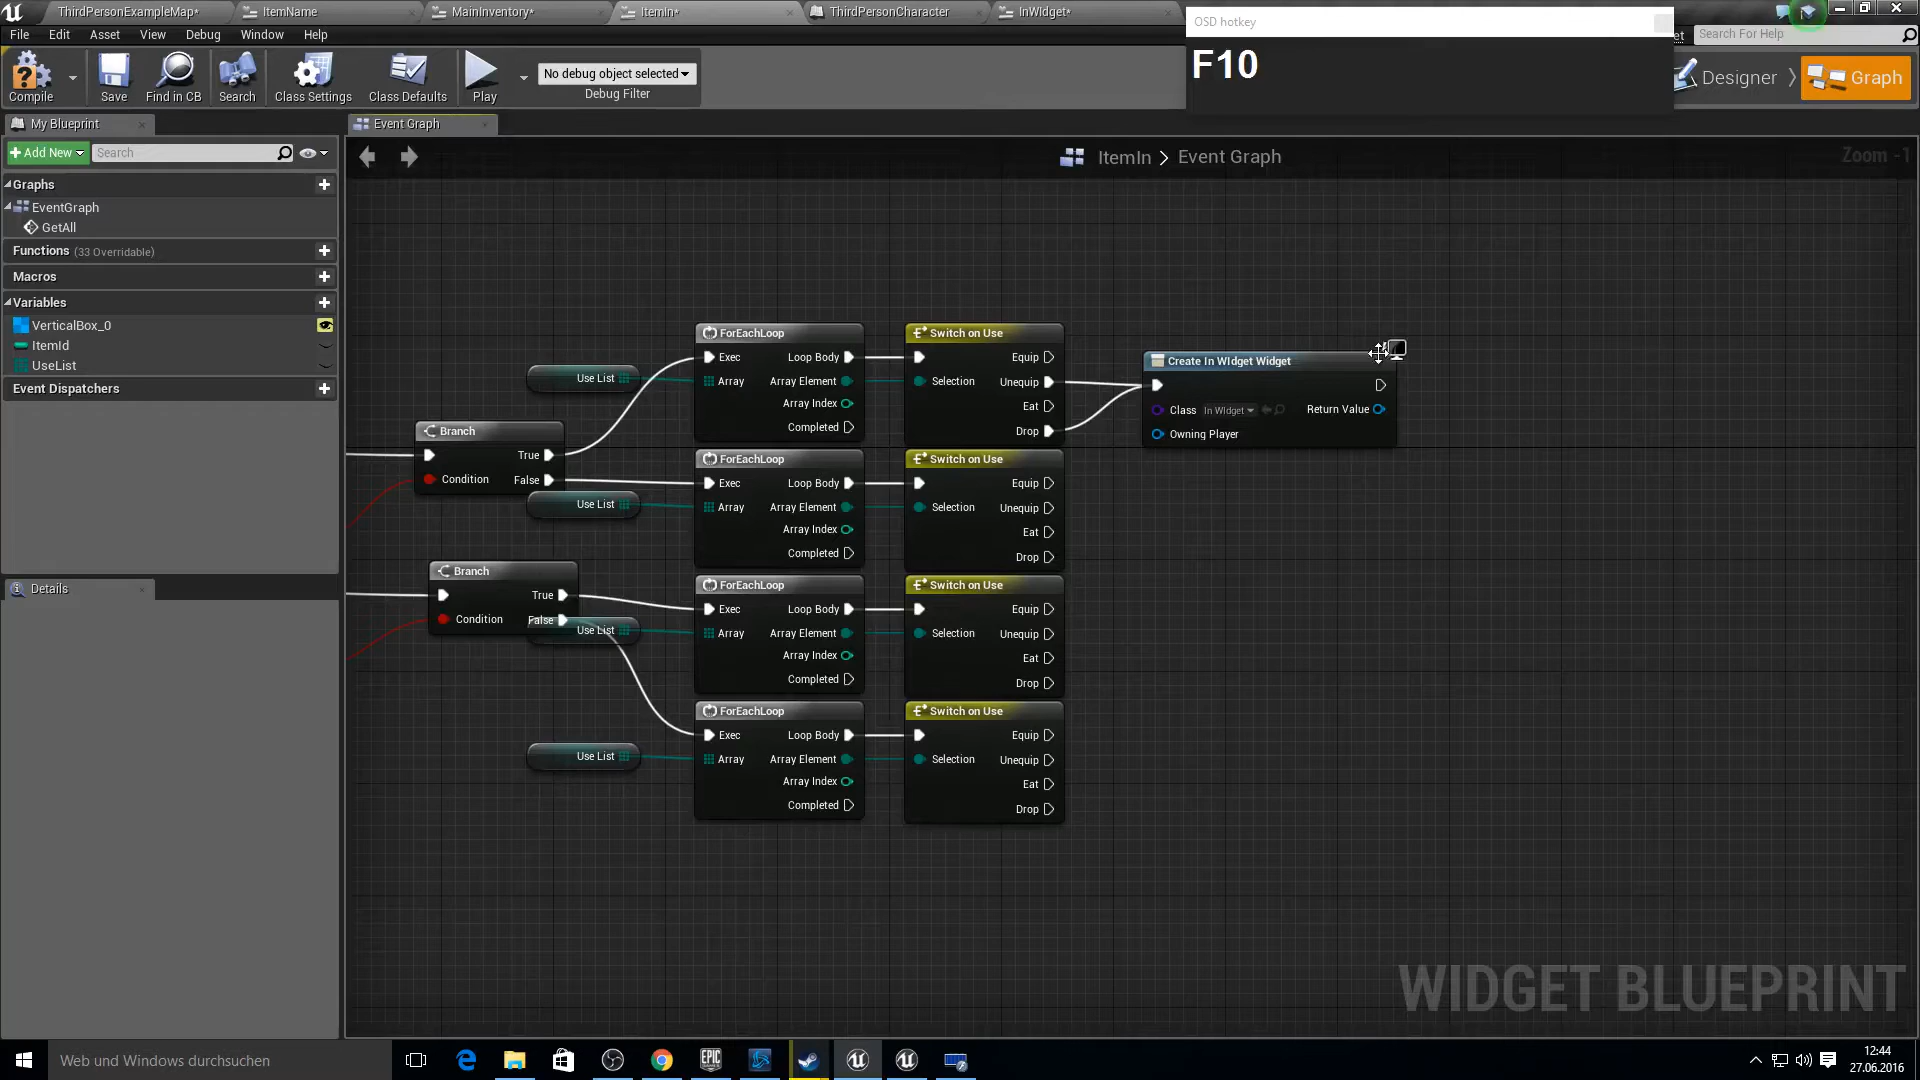 ThirdPersonExampleMap*
ItemName
MainInventory*
ItemIn*
ThirdPersonCharacter
InWIdget*
OSD hotkey
F10
File
Edit
Asset
View
Debug
Window
Help
Search For Help
Compile
Save
Find in CB
Search
Class Settings
Class Defaults
Play
No debug object selected
Debug Filter
Designer
Graph
My Blueprint
Event Graph
Add New
Search
ItemIn > Event Graph
Zoom -1
Graphs
EventGraph
GetAll
Functions (33 Overridable)
Macros
Variables
VerticalBox_0
ItemId
UseList
Event Dispatchers
Details
Branch
True
Condition
False
Branch
True
Condition
False
Use List
Use List
Use List
Use List
ForEachLoop
Exec
Loop Body
Array
Array Element
Array Index
Completed
Switch on Use
Equip
Selection
Unequip
Eat
Drop
Create In WIdget Widget
Class
In WIdget
Return Value
Owning Player
ForEachLoop
Exec
Loop Body
Array
Array Element
Array Index
Completed
Switch on Use
Equip
Selection
Unequip
Eat
Drop
ForEachLoop
Exec
Loop Body
Array
Array Element
Array Index
Completed
Switch on Use
Equip
Selection
Unequip
Eat
Drop
ForEachLoop
Exec
Loop Body
Array
Array Element
Array Index
Completed
Switch on Use
Equip
Selection
Unequip
Eat
Drop
WIDGET BLUEPRINT
Web und Windows durchsuchen
EPIC
12:44
27.06.2016